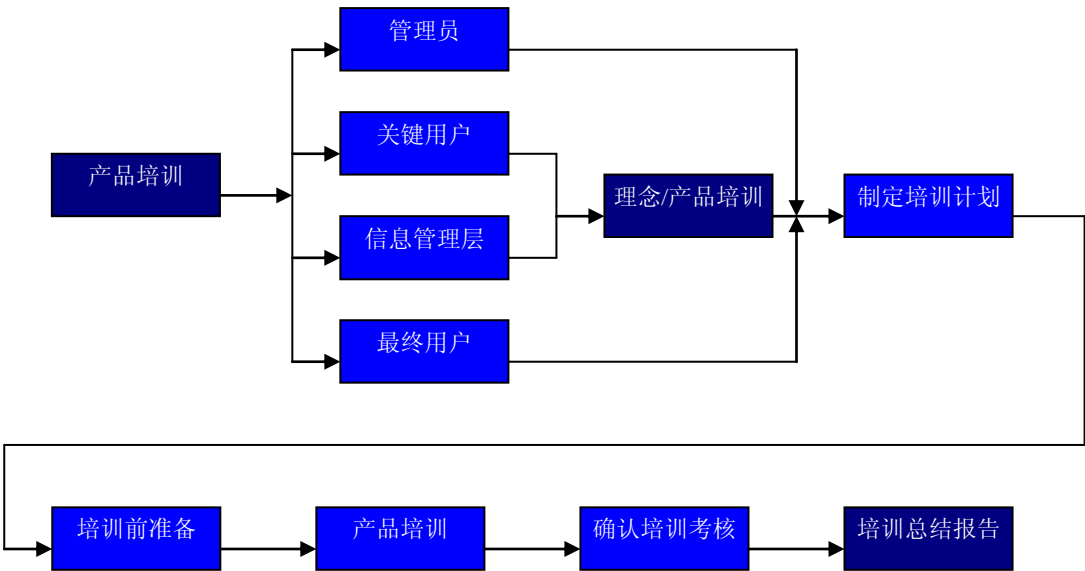 管理员
关键用户
产品培训
理念/产品培训
制定培训计划
信息管理层
最终用户
培训前准备
产品培训
确认培训考核
培训总结报告